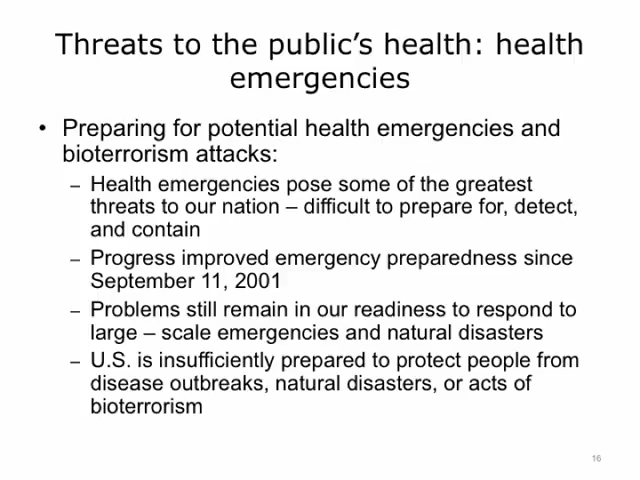 Threats to the public’s health: health
emergencies
• Preparing for potential health emergencies and
bioterrorism attacks:
– Health emergencies pose some of the greatest
threats to our nation – difficult to prepare for, detect,
and contain
– Progress improved emergency preparedness since
September 11, 2001
– Problems still remain in our readiness to respond to
large – scale emergencies and natural disasters
– U.S. is insufficiently prepared to protect people from
disease outbreaks, natural disasters, or acts of
bioterrorism
16